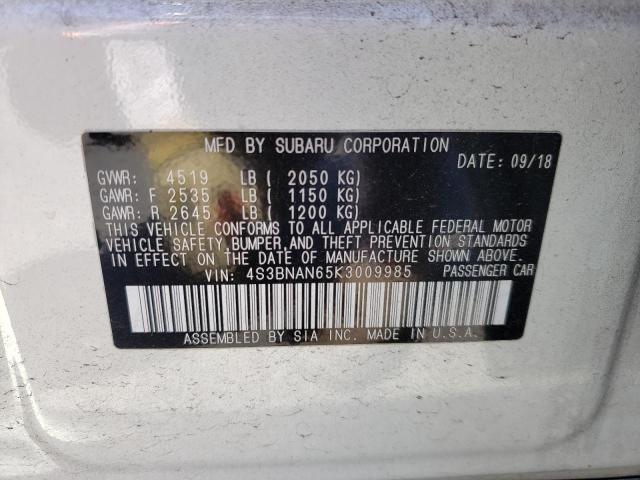 MFD BY SUBARU CORPORATION
DATE: 09/18
GVWR: 4519 LB ( 2050 KG)
GAWR: F 2535 LB ( 1150 KG)
GAWR: R 2645 LB ( 1200 KG)
THIS VEHICLE CONFORMS TO ALL APPLICABLE FEDERAL MOTOR
VEHICLE SAFETY, BUMPER, AND THEFT PREVENTION STANDARDS
IN EFFECT ON THE DATE OF MANUFACTURE SHOWN ABOVE.
VIN: 4S3BNAN65K3009985 PASSENGER CAR
ASSEMBLED BY SIA INC. MADE IN U.S.A.